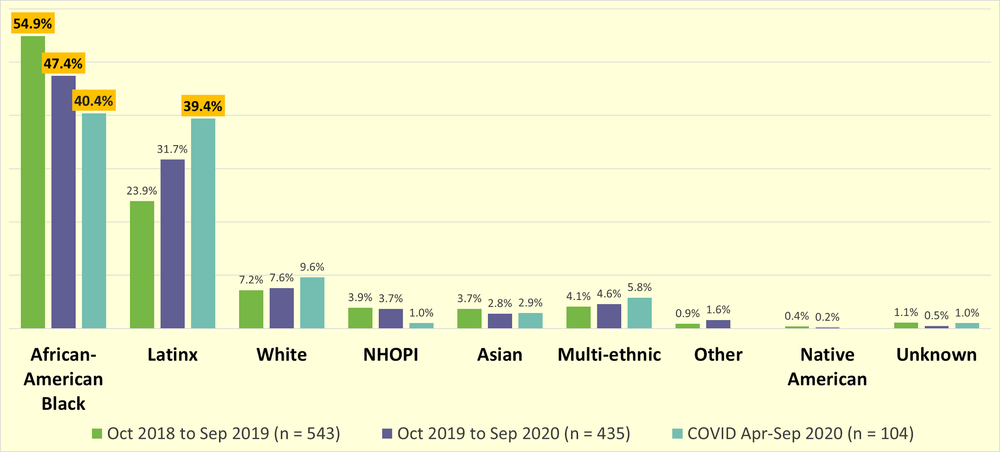 54.9%
47.4%
40.4%
39.4%
31.7%
23.9%
7.2%
7.6%
9.6%
3.9%
3.7%
1.0%
3.7%
2.8%
2.9%
4.1%
4.6%
5.8%
0.9%
1.6%
0.4%
0.2%
1.1%
0.5%
1.0%
African-
American
Black
Latinx
White
NHOPI
Asian
Multi-ethnic
Other
Native
American
Unknown
Oct 2018 to Sep 2019 (n = 543)
Oct 2019 to Sep 2020 (n = 435)
COVID Apr-Sep 2020 (n = 104)